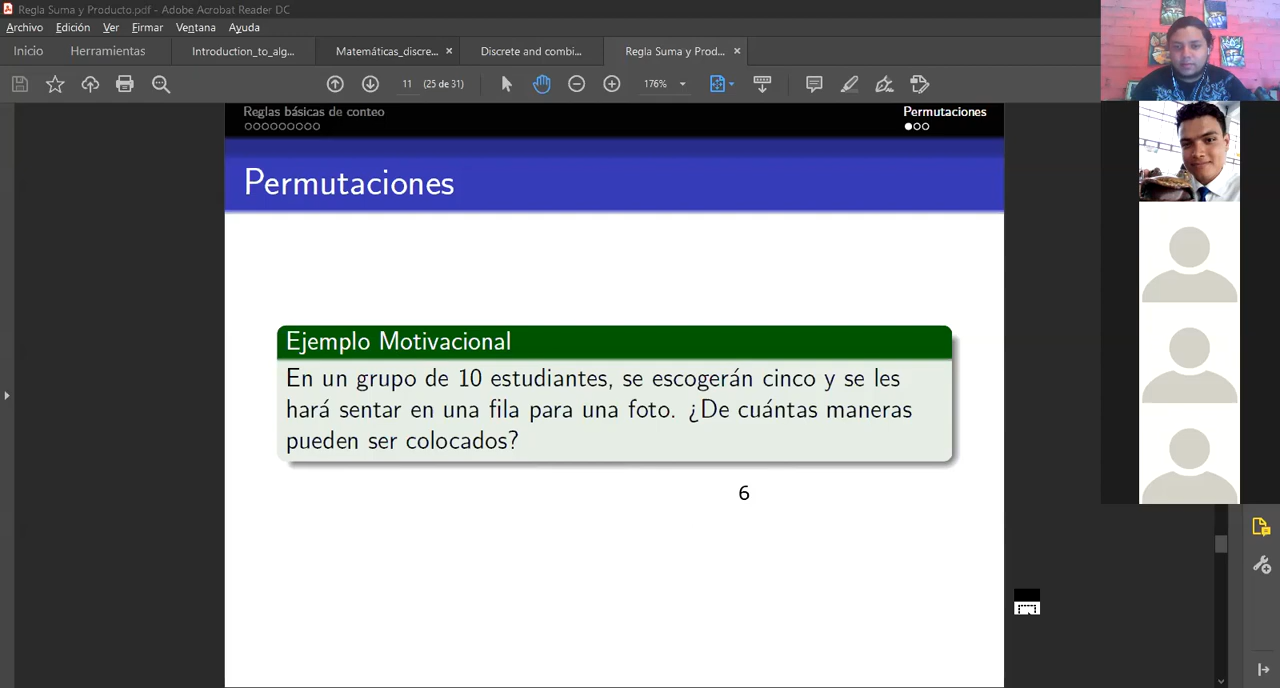 Regla Suma y Producto.pdf - Adobe Acrobat Reader DC
Archivo Edición Ver Firmar Ventana Ayuda
Inicio Herramientas Introduction_to_alg... Matemáticas_discre... × Discrete and combi... Regla Suma y Prod... ×
11 (25 de 31) 176%
Reglas básicas de conteo Permutaciones
Permutaciones
Ejemplo Motivacional
En un grupo de 10 estudiantes, se escogerán cinco y se les
hará sentar en una fila para una foto. ¿De cuántas maneras
pueden ser colocados?
6